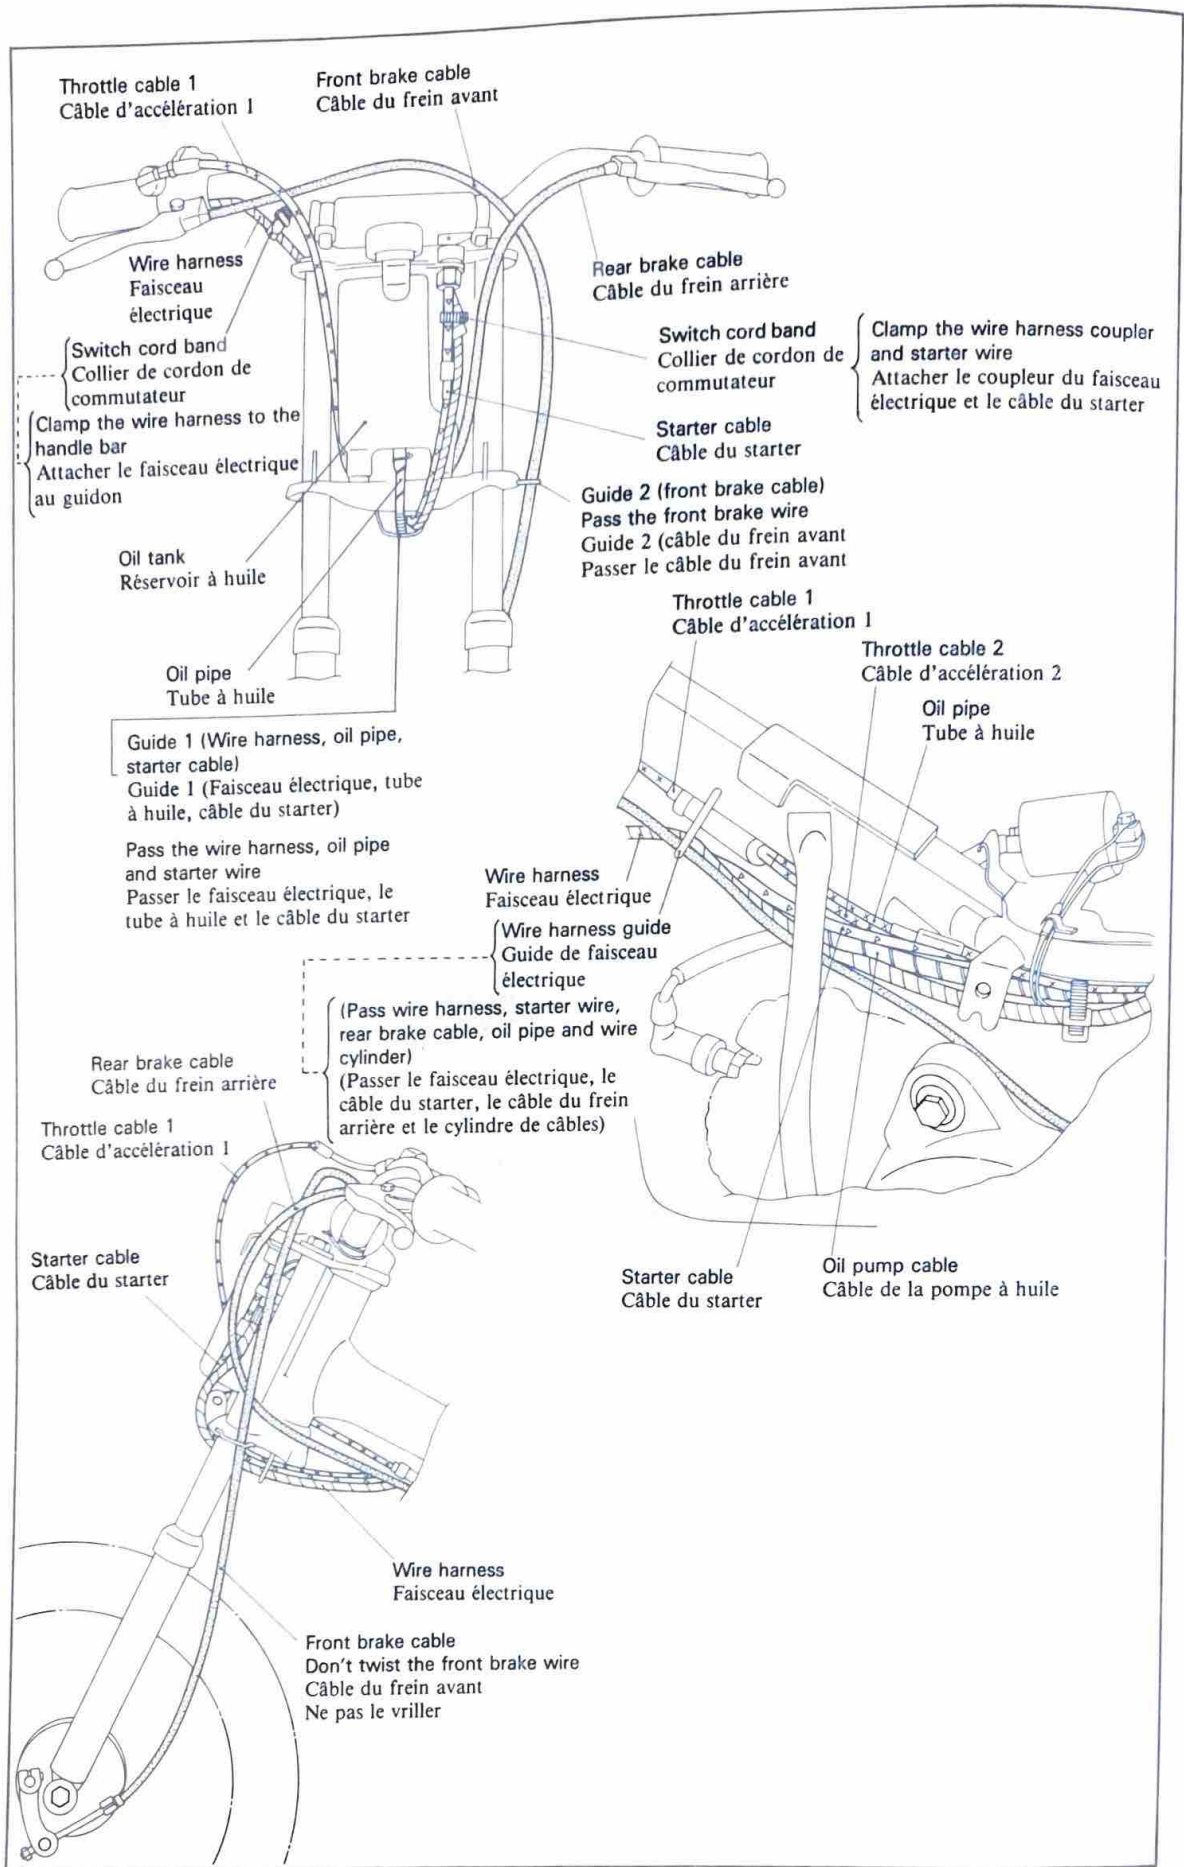 Throttle cable 1
Câble d'accélération 1
Front brake cable
Câble du frein avant
Wire harness
Faisceau
électrique
Rear brake cable
Câble du frein arrière
Switch cord band
Collier de cordon de
commutateur
Clamp the wire harness to the
handle bar
Attacher le faisceau électrique
au guidon
Switch cord band
Collier de cordon de
commutateur
Clamp the wire harness coupler
and starter wire
Attacher le coupleur du faisceau
électrique et le câble du starter
Starter cable
Câble du starter
Guide 2 (front brake cable)
Pass the front brake wire
Guide 2 (câble du frein avant
Passer le câble du frein avant
Oil tank
Réservoir à huile
Oil pipe
Tube à huile
Guide 1 (Wire harness, oil pipe,
starter cable)
Guide 1 (Faisceau électrique, tube
à huile, câble du starter)
Pass the wire harness, oil pipe
and starter wire
Passer le faisceau électrique, le
tube à huile et le câble du starter
Throttle cable 1
Câble d'accélération 1
Throttle cable 2
Câble d'accélération 2
Oil pipe
Tube à huile
Wire harness
Faisceau électrique
Wire harness guide
Guide de faisceau
électrique
(Pass wire harness, starter wire,
rear brake cable, oil pipe and wire
cylinder)
(Passer le faisceau électrique, le
câble du starter, le câble du frein
arrière et le cylindre de câbles)
Rear brake cable
Câble du frein arrière
Throttle cable 1
Câble d'accélération 1
Starter cable
Câble du starter
Starter cable
Câble du starter
Oil pump cable
Câble de la pompe à huile
Wire harness
Faisceau électrique
Front brake cable
Don't twist the front brake wire
Câble du frein avant
Ne pas le vriller